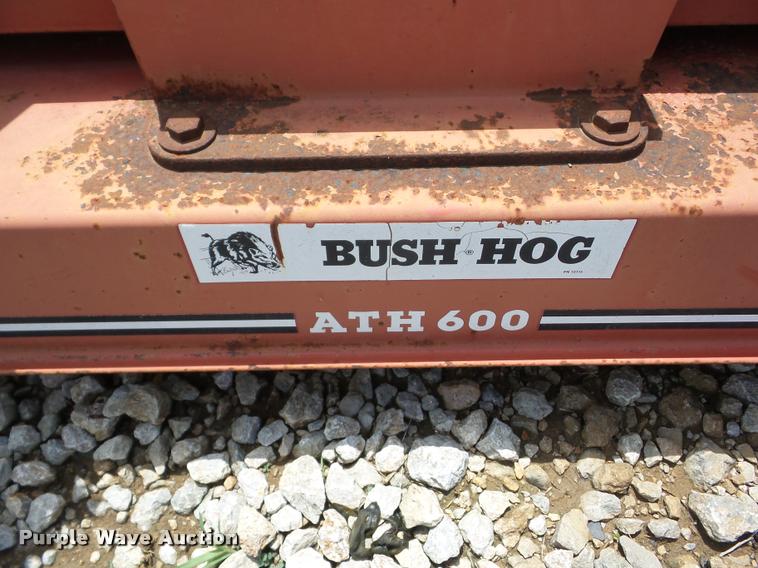 BUSH HOG
ATH 600
Purple Wave Auction